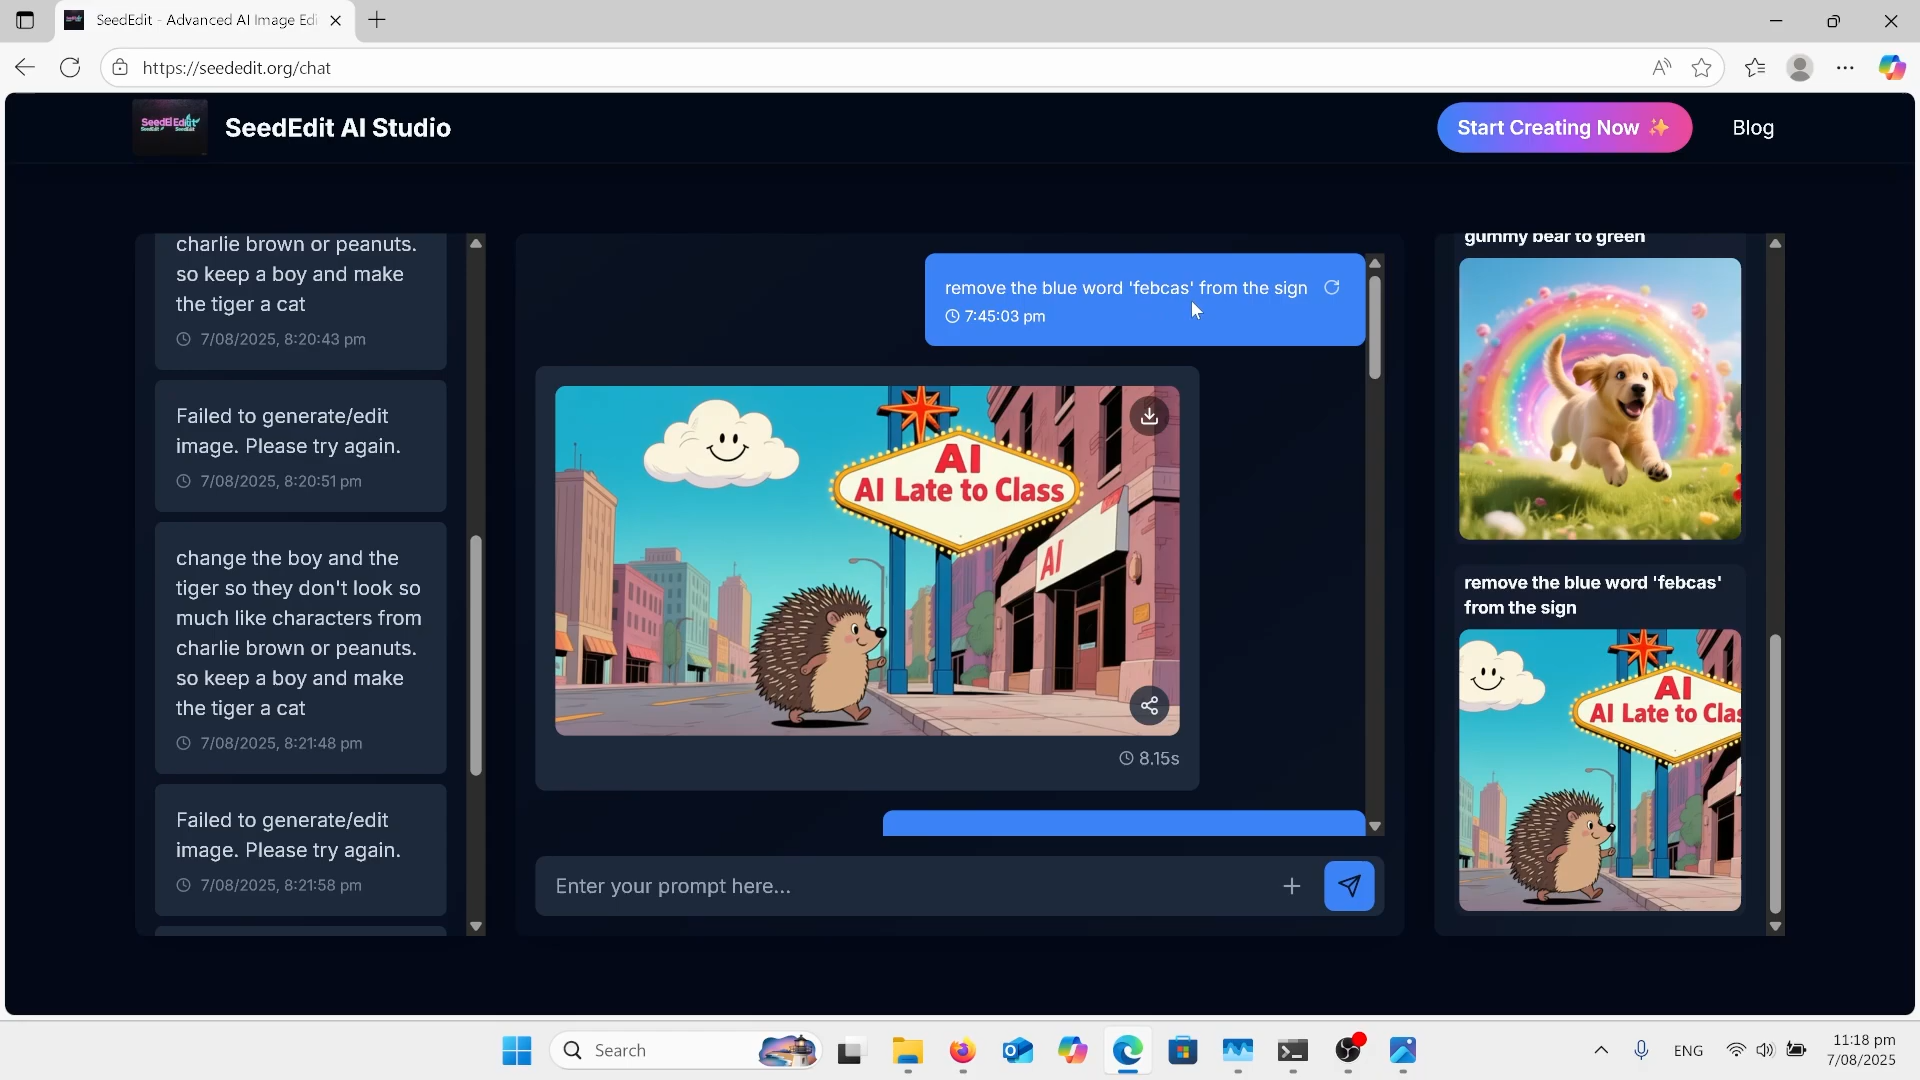 SeedEdit - Advanced AI Image Edi
https://seededit.org/chat
SeedEdit AI Studio
Start Creating Now ✨
Blog
charlie brown or peanuts.
so keep a boy and make
the tiger a cat
7/08/2025, 8:20:43 pm
Failed to generate/edit
image. Please try again.
7/08/2025, 8:20:51 pm
change the boy and the
tiger so they don't look so
much like characters from
charlie brown or peanuts.
so keep a boy and make
the tiger a cat
7/08/2025, 8:21:48 pm
Failed to generate/edit
image. Please try again.
7/08/2025, 8:21:58 pm
remove the blue word 'febcas' from the sign
7:45:03 pm
AI
AI Late to Class
AI
8.15s
Enter your prompt here...
gummy bear to green
remove the blue word 'febcas'
from the sign
AI
AI Late to Clas
Search
ENG
11:18 pm
7/08/2025